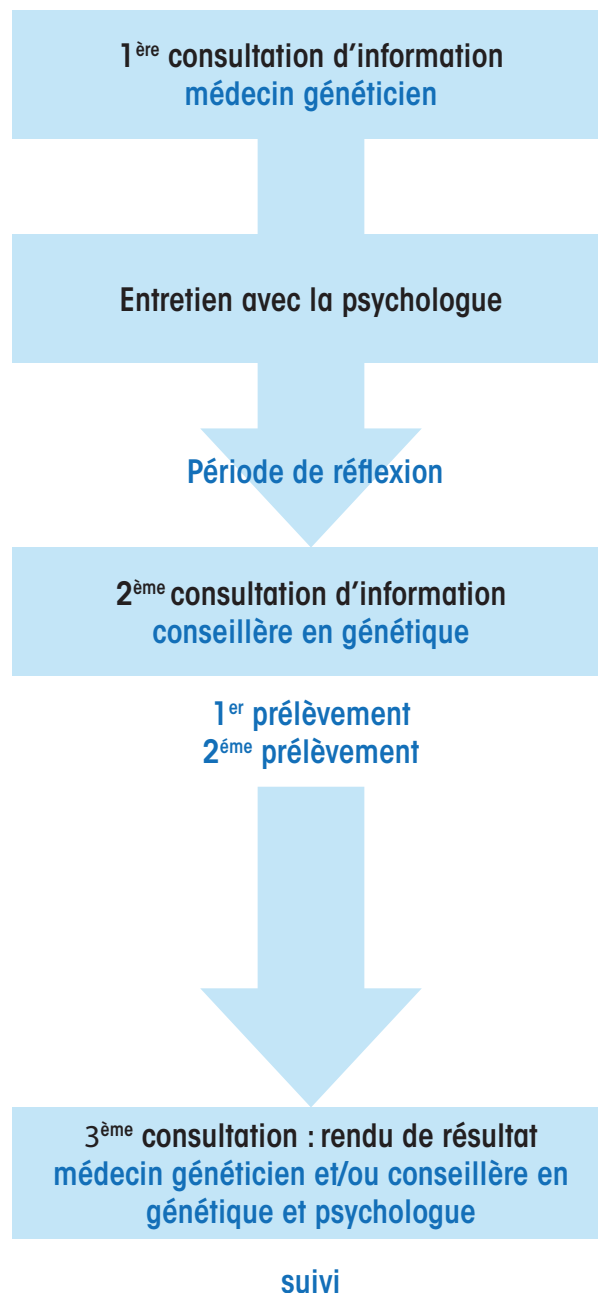 1ère consultation d’information
médecin généticien
Entretien avec la psychologue
Période de réflexion
2ème consultation d’information
conseillère en génétique
1er prélèvement
2éme prélèvement
3ème consultation : rendu de résultat
médecin généticien et/ou conseillère en
génétique et psychologue
suivi